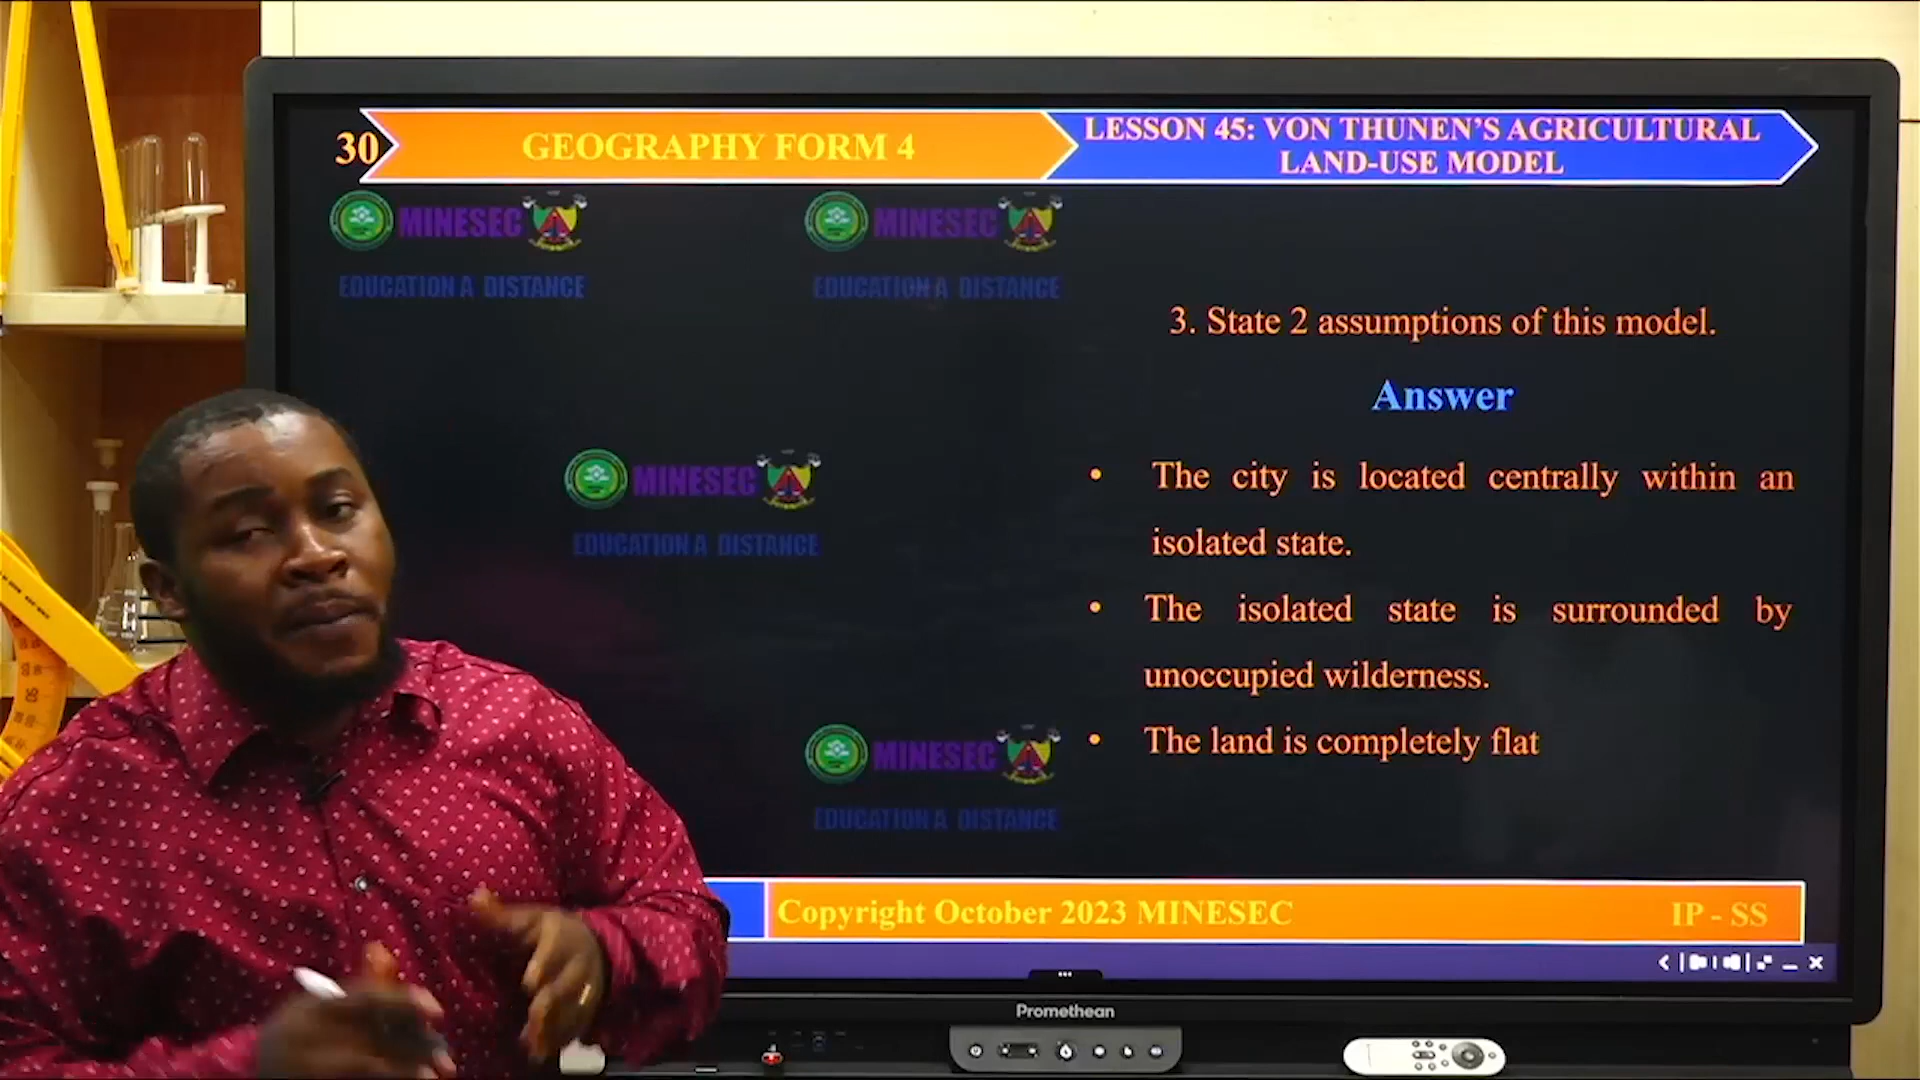 30
GEOGRAPHY FORM 4
LESSON 45: VON THUNEN'S AGRICULTURAL
LAND-USE MODEL
MINESEC
EDUCATION A DISTANCE
MINESEC
EDUCATION A DISTANCE
3. State 2 assumptions of this model.
Answer
• The city is located centrally within an
isolated state.
MINESEC
EDUCATION A DISTANCE
• The isolated state is surrounded by
unoccupied wilderness.
• The land is completely flat
MINESEC
EDUCATION A DISTANCE
Copyright October 2023 MINESEC
IP - SS
Promethean